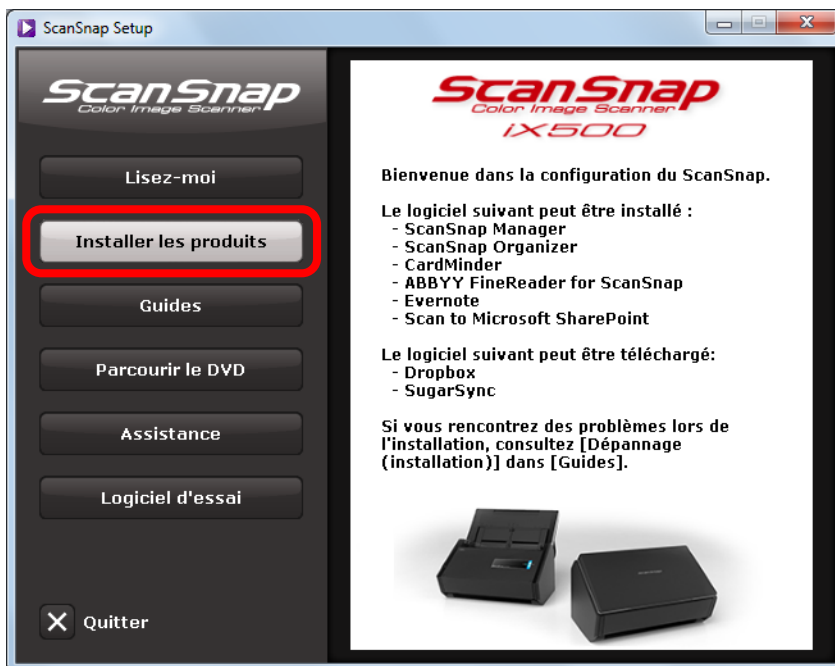 ScanSnap Setup
ScanSnap
Color Image Scanner
Lisez-moi
Installer les produits
Guides
Parcourir le DVD
Assistance
Logiciel d'essai
Quitter
ScanSnap
Color Image Scanner
iX500
Bienvenue dans la configuration du ScanSnap.
Le logiciel suivant peut être installé :
- ScanSnap Manager
- ScanSnap Organizer
- CardMinder
- ABBYY FineReader for ScanSnap
- Evernote
- Scan to Microsoft SharePoint
Le logiciel suivant peut être téléchargé:
- Dropbox
- SugarSync
Si vous rencontrez des problèmes lors de
l'installation, consultez [Dépannage
(installation)] dans [Guides].